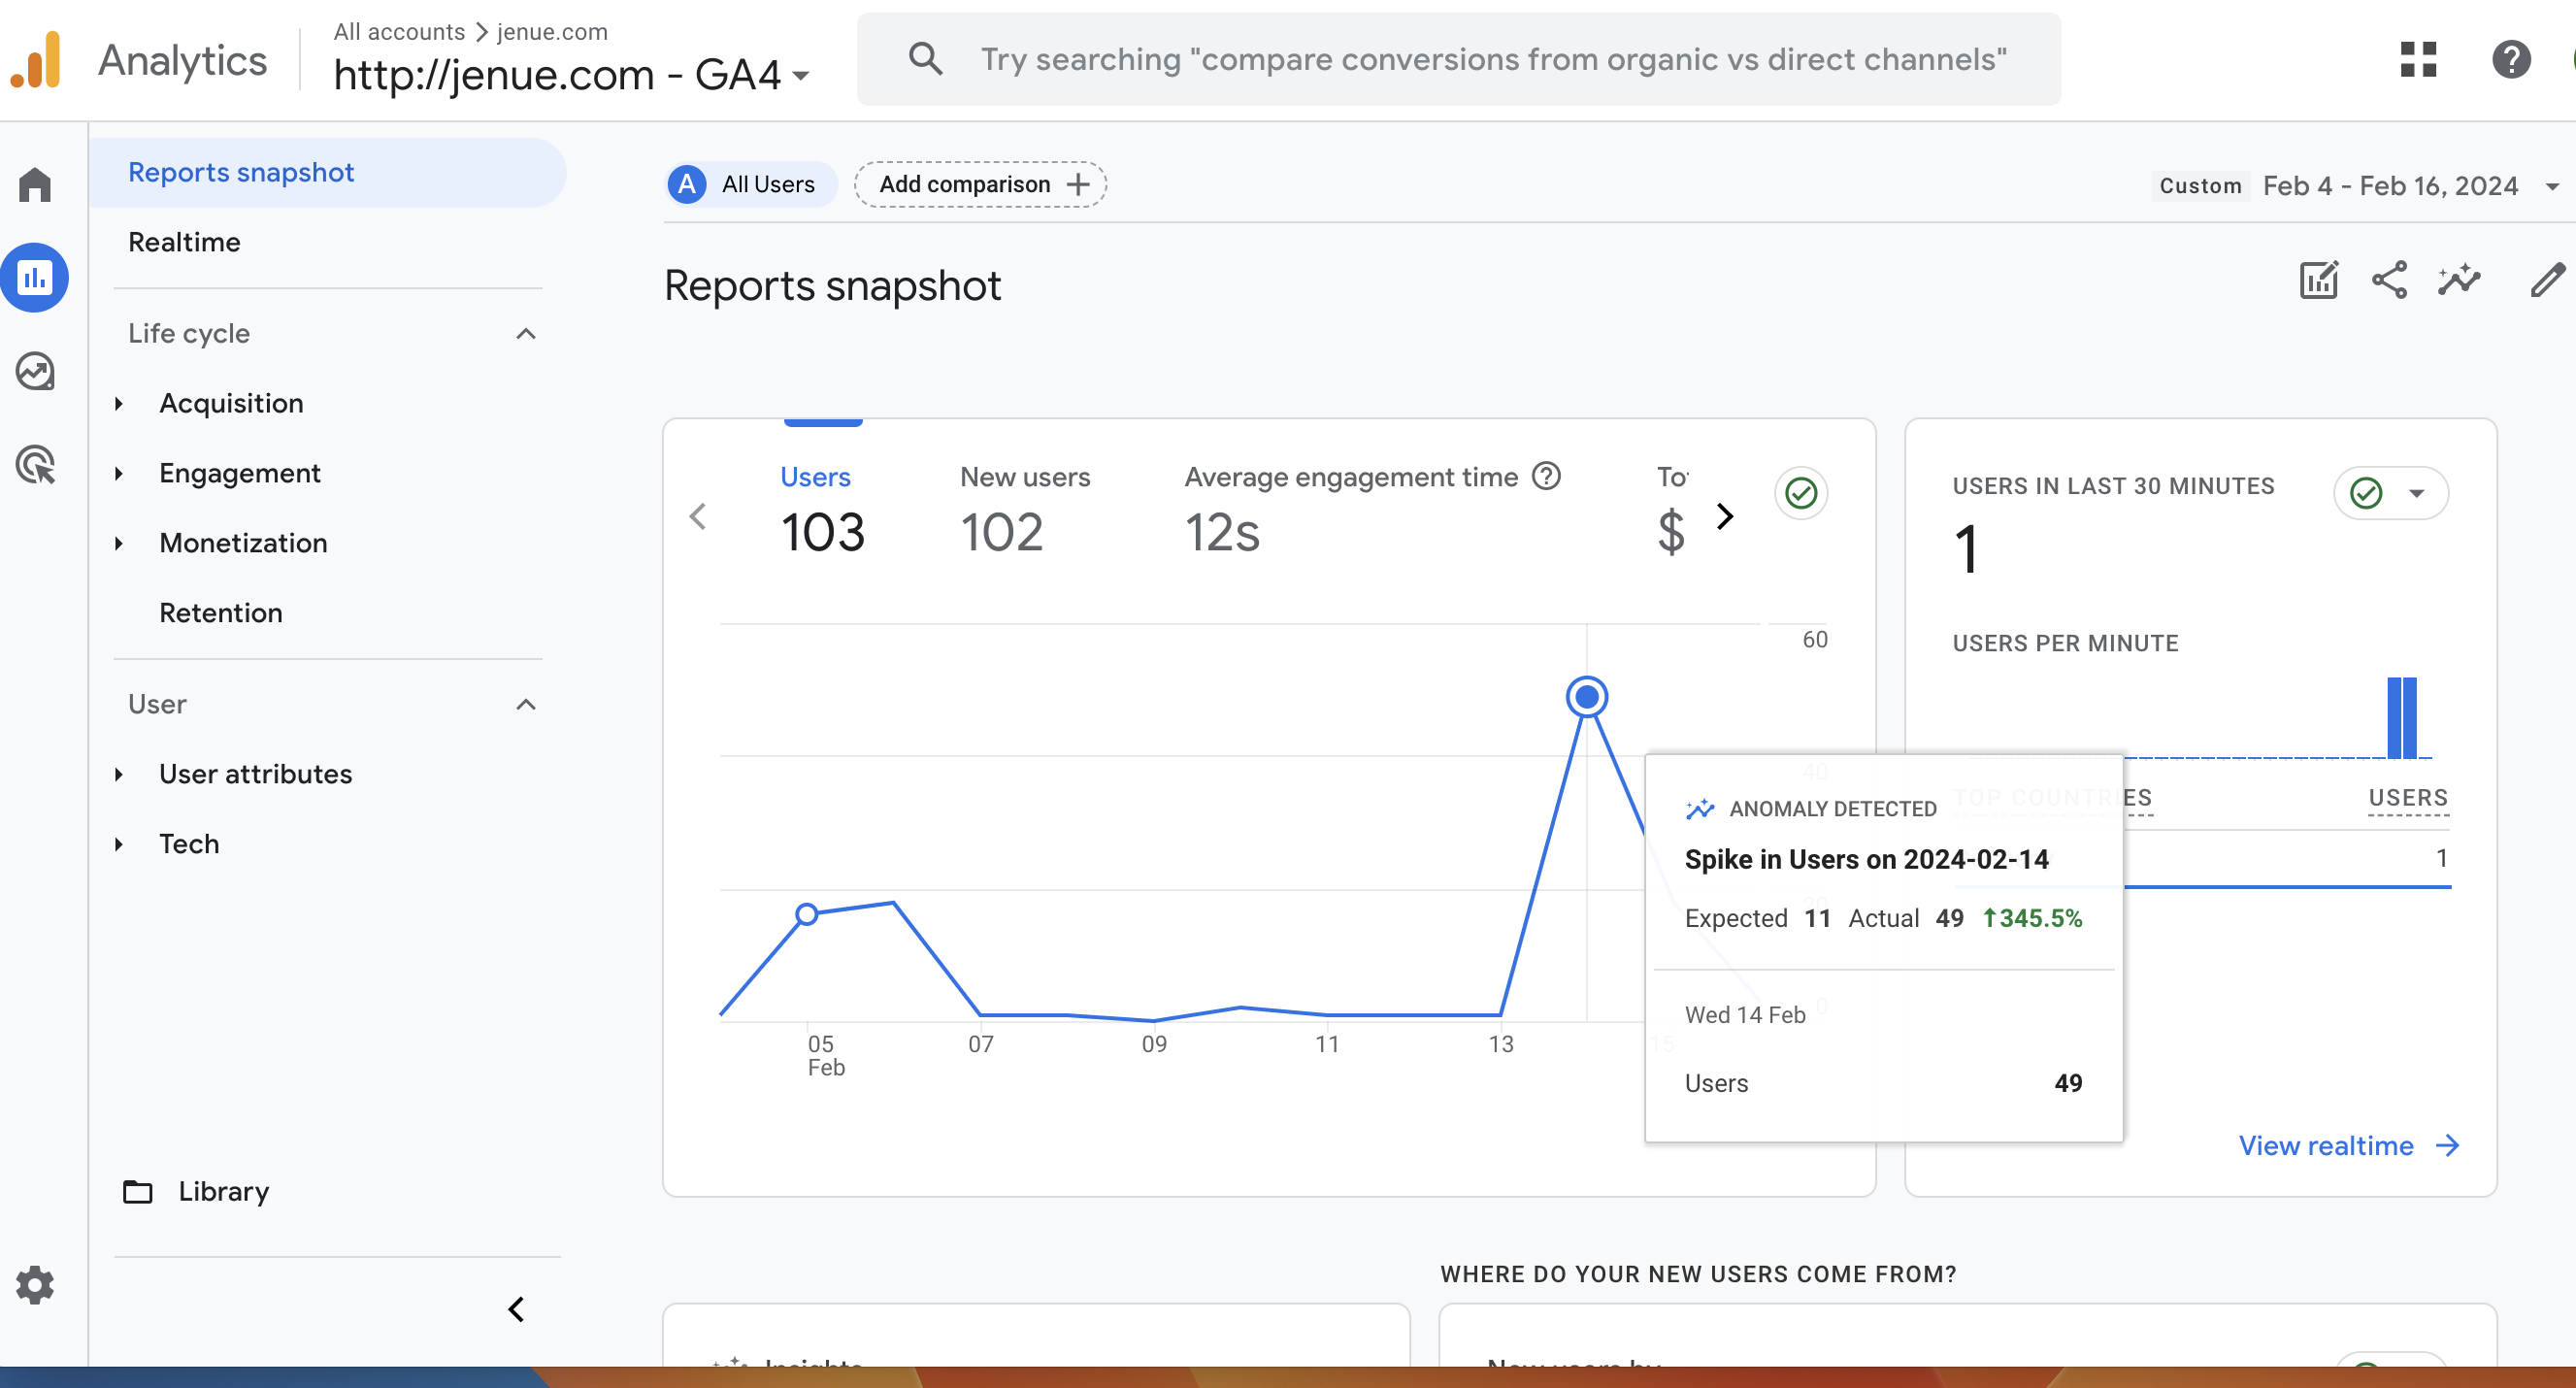 Analytics
All accounts > jenue.com
http://jenue.com - GA4
Try searching "compare conversions from organic vs direct channels"
Reports snapshot
Realtime
Life cycle
Acquisition
Engagement
Monetization
Retention
User
User attributes
Tech
Library
A All Users
Add comparison +
Custom Feb 4 - Feb 16, 2024
Reports snapshot
Users
103
New users
102
Average engagement time
12s
$
60
40
0
05
Feb
07
09
11
13
15
ANOMALY DETECTED
Spike in Users on 2024-02-14
Expected 11 Actual 49 ↑345.5%
Wed 14 Feb
Users 49
USERS IN LAST 30 MINUTES
1
USERS PER MINUTE
TOP COUNTRIES USERS
1
View realtime →
WHERE DO YOUR NEW USERS COME FROM?
Insights
New users by